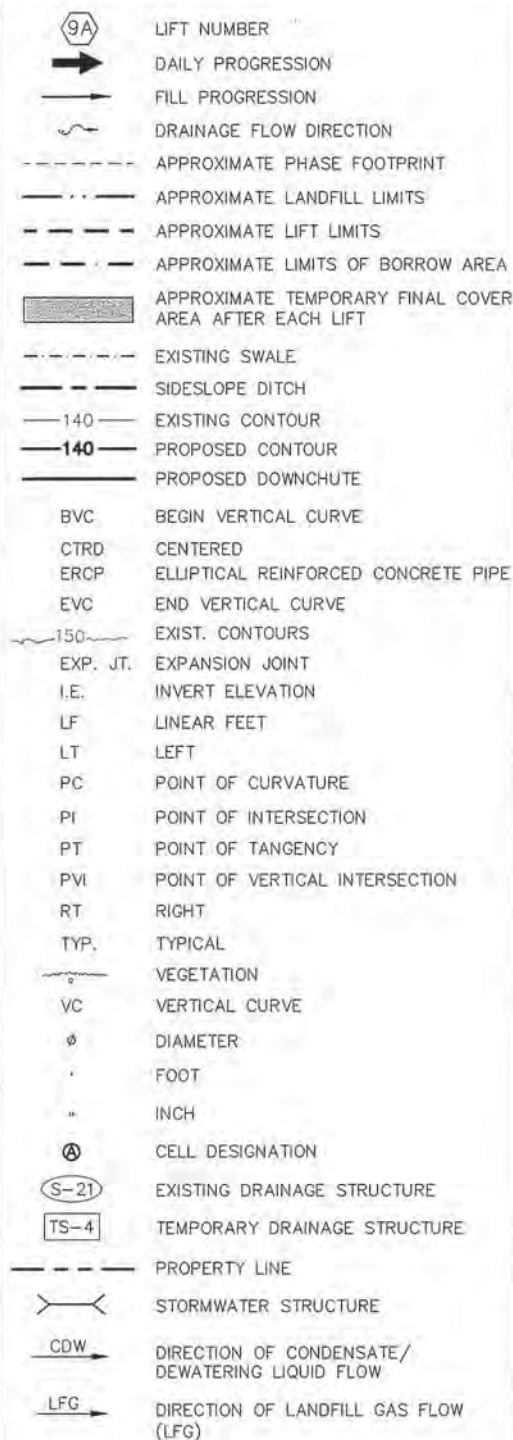 9A LIFT NUMBER
DAILY PROGRESSION
FILL PROGRESSION
DRAINAGE FLOW DIRECTION
APPROXIMATE PHASE FOOTPRINT
APPROXIMATE LANDFILL LIMITS
APPROXIMATE LIFT LIMITS
APPROXIMATE LIMITS OF BORROW AREA
APPROXIMATE TEMPORARY FINAL COVER
AREA AFTER EACH LIFT
EXISTING SWALE
SIDESLOPE DITCH
140 EXISTING CONTOUR
140 PROPOSED CONTOUR
PROPOSED DOWNCHUTE
BVC BEGIN VERTICAL CURVE
CTRD CENTERED
ERCP ELLIPTICAL REINFORCED CONCRETE PIPE
EVC END VERTICAL CURVE
150 EXIST. CONTOURS
EXP. JT. EXPANSION JOINT
I.E. INVERT ELEVATION
LF LINEAR FEET
LT LEFT
PC POINT OF CURVATURE
PI POINT OF INTERSECTION
PT POINT OF TANGENCY
PVI POINT OF VERTICAL INTERSECTION
RT RIGHT
TYP. TYPICAL
VEGETATION
VC VERTICAL CURVE
ø DIAMETER
' FOOT
" INCH
A CELL DESIGNATION
S-21 EXISTING DRAINAGE STRUCTURE
TS-4 TEMPORARY DRAINAGE STRUCTURE
PROPERTY LINE
STORMWATER STRUCTURE
CDW DIRECTION OF CONDENSATE/
DEWATERING LIQUID FLOW
LFG DIRECTION OF LANDFILL GAS FLOW
(LFG)